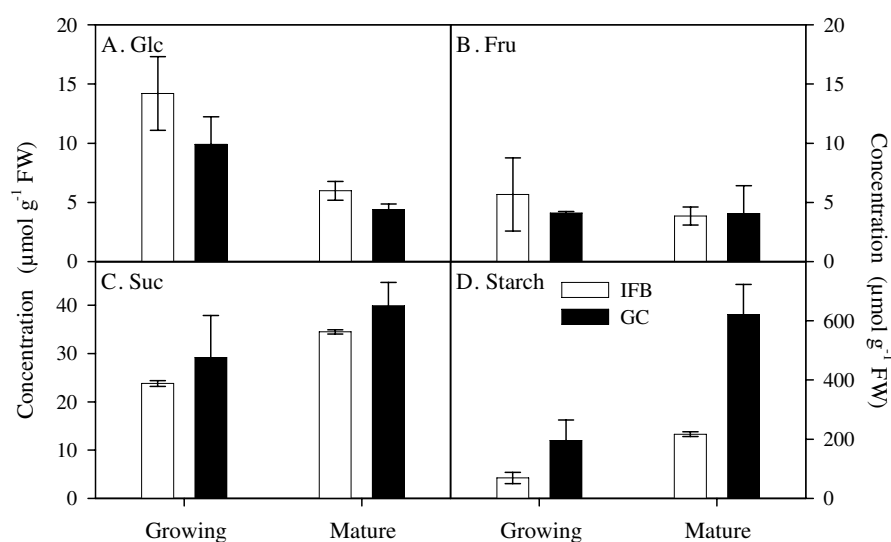 A. Glc
B. Fru
20
15
10
5
0
20
15
10
5
0
C. Suc
D. Starch
IFB
GC
40
30
20
10
0
600
400
200
0
Concentration (µmol g⁻¹ FW)
Concentration (µmol g⁻¹ FW)
Growing
Mature
Growing
Mature